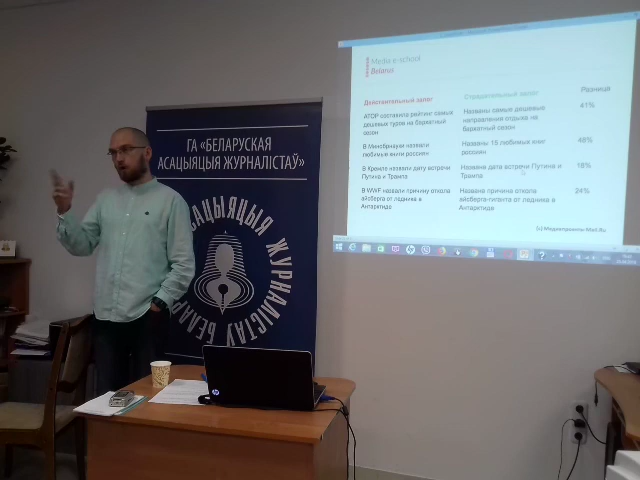 ГА «БЕЛАРУСКАЯ
АСАЦЫЯЦЫЯ ЖУРНАЛІСТАЎ»
АСАЦЫЯЦЫЯ ЖУРНАЛІСТАЎ БЕЛАР
Media e-school
Belarus
Действительный залог
Страдательный залог
Разница
АТОР составила рейтинг самых
дешевых туров на бархатный
сезон
Названы самые дешевые
направления отдыха на
бархатный сезон
41%
В Минобрнауки назвали
любимые книги россиян
Названы 15 любимых книг
россиян
48%
В Кремле назвали дату встречи
Путина и Трампа
Названа дата встречи Путина и
Трампа
18%
В WWF назвали причину откола
айсберга от ледника в
Антарктиде
Названа причина откола
айсберга-гиганта от ледника в
Антарктиде
24%
(c) Медиапроекты Mail.Ru
hp